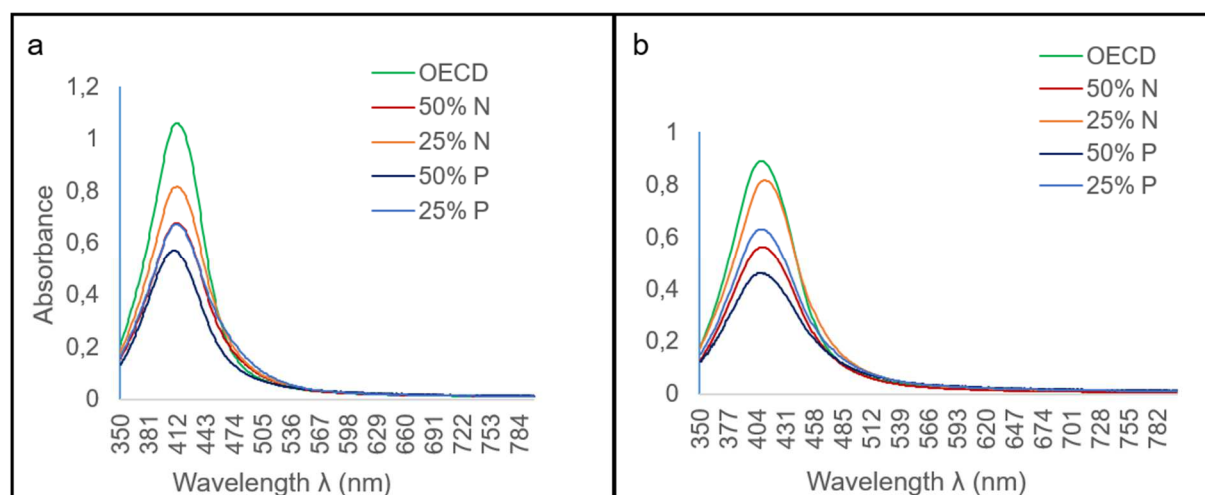 a
OECD
50% N
25% N
50% P
25% P
Absorbance
1,2
1
0,8
0,6
0,4
0,2
0
350 381 412 443 474 505 536 567 598 629 660 691 722 753 784
Wavelength λ (nm)
b
OECD
50% N
25% N
50% P
25% P
1
0,8
0,6
0,4
0,2
0
350 377 404 431 458 485 512 539 566 593 620 647 674 701 728 755 782
Wavelength λ (nm)